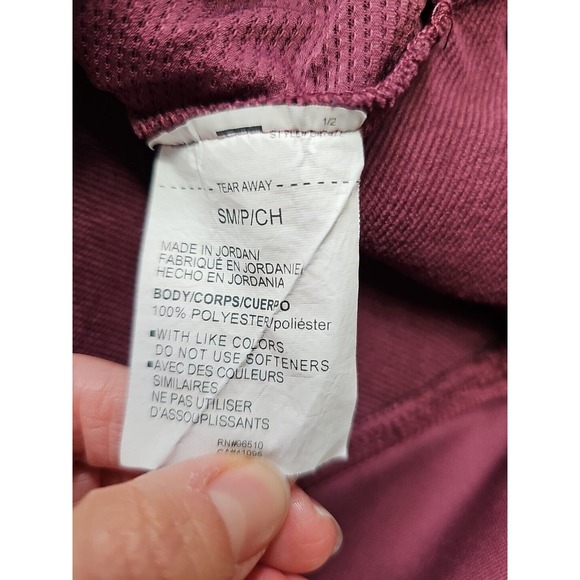 1/2
TEAR AWAY
SM/P/CH
MADE IN JORDAN/
FABRIQUÉ EN JORDANIE/
HECHO EN JORDANIA
BODY/CORPS/CUERPO
100% POLYESTER/poliéster
WITH LIKE COLORS
DO NOT USE SOFTENERS
AVEC DES COULEURS
SIMILAIRES
NE PAS UTILISER
D'ASSOUPLISSANTS
RN#96510
CA#41096